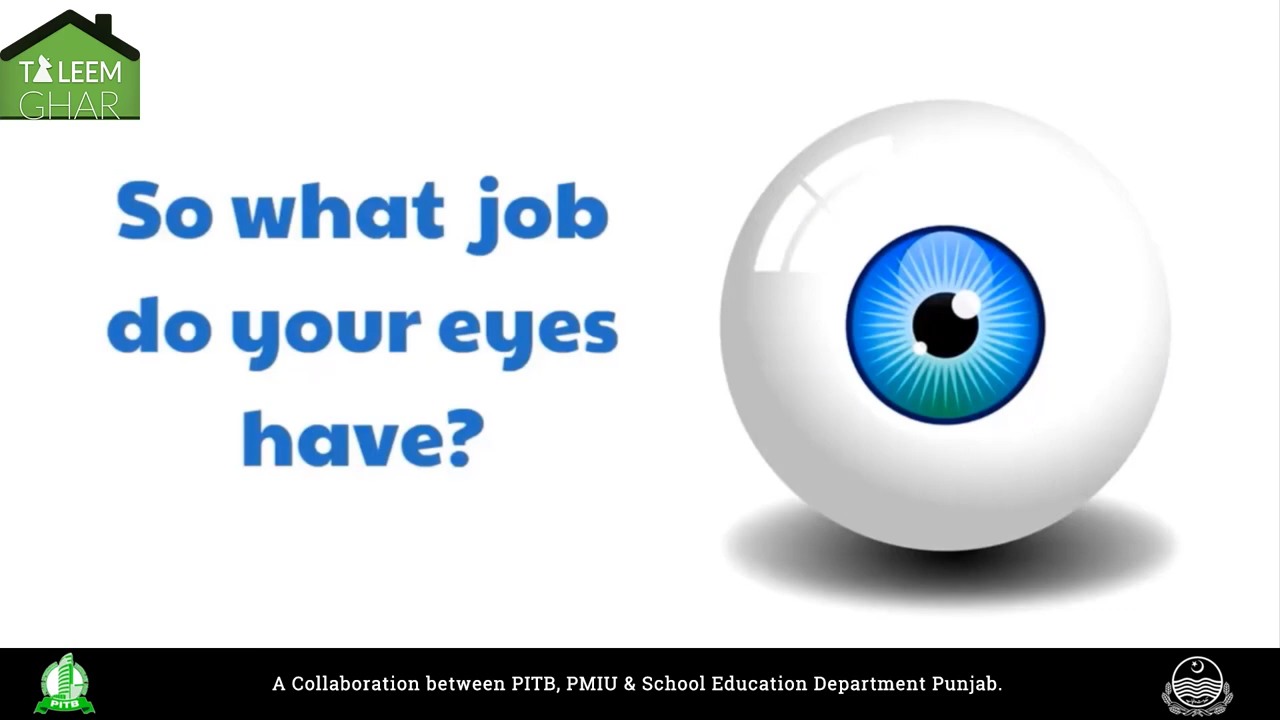 TALEEM
GHAR
So what job
do your eyes
have?
A Collaboration between PITB, PMIU & School Education Department Punjab.
PITB